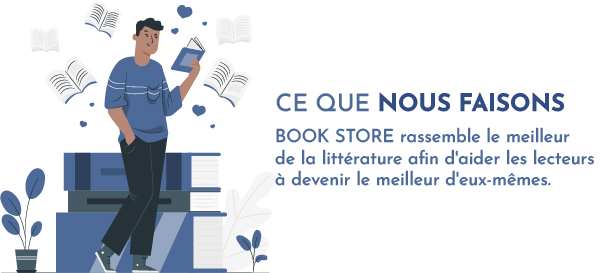 CE QUE NOUS FAISONS
BOOK STORE rassemble le meilleur
de la littérature afin d'aider les lecteurs
à devenir le meilleur d'eux-mêmes.